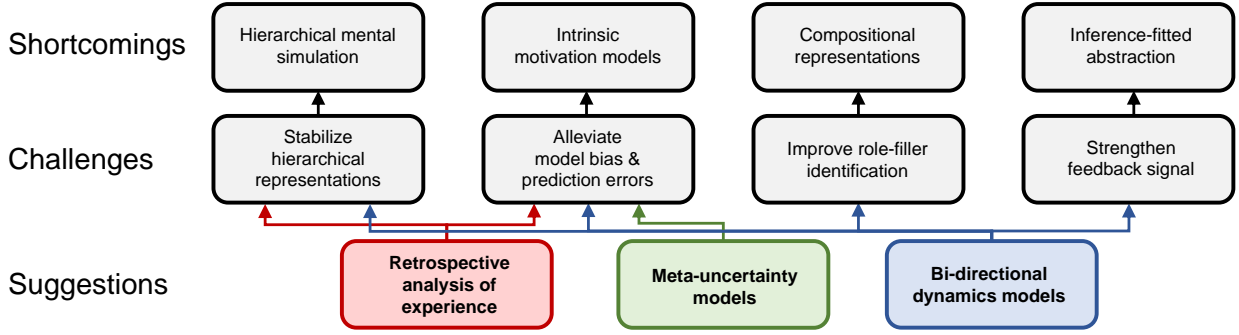 Shortcomings
Hierarchical mental
simulation
Intrinsic
motivation models
Compositional
representations
Inference-fitted
abstraction
Challenges
Stabilize
hierarchical
representations
Alleviate
model bias &
prediction errors
Improve role-filler
identification
Strengthen
feedback signal
Suggestions
Retrospective
analysis of
experience
Meta-uncertainty
models
Bi-directional
dynamics models